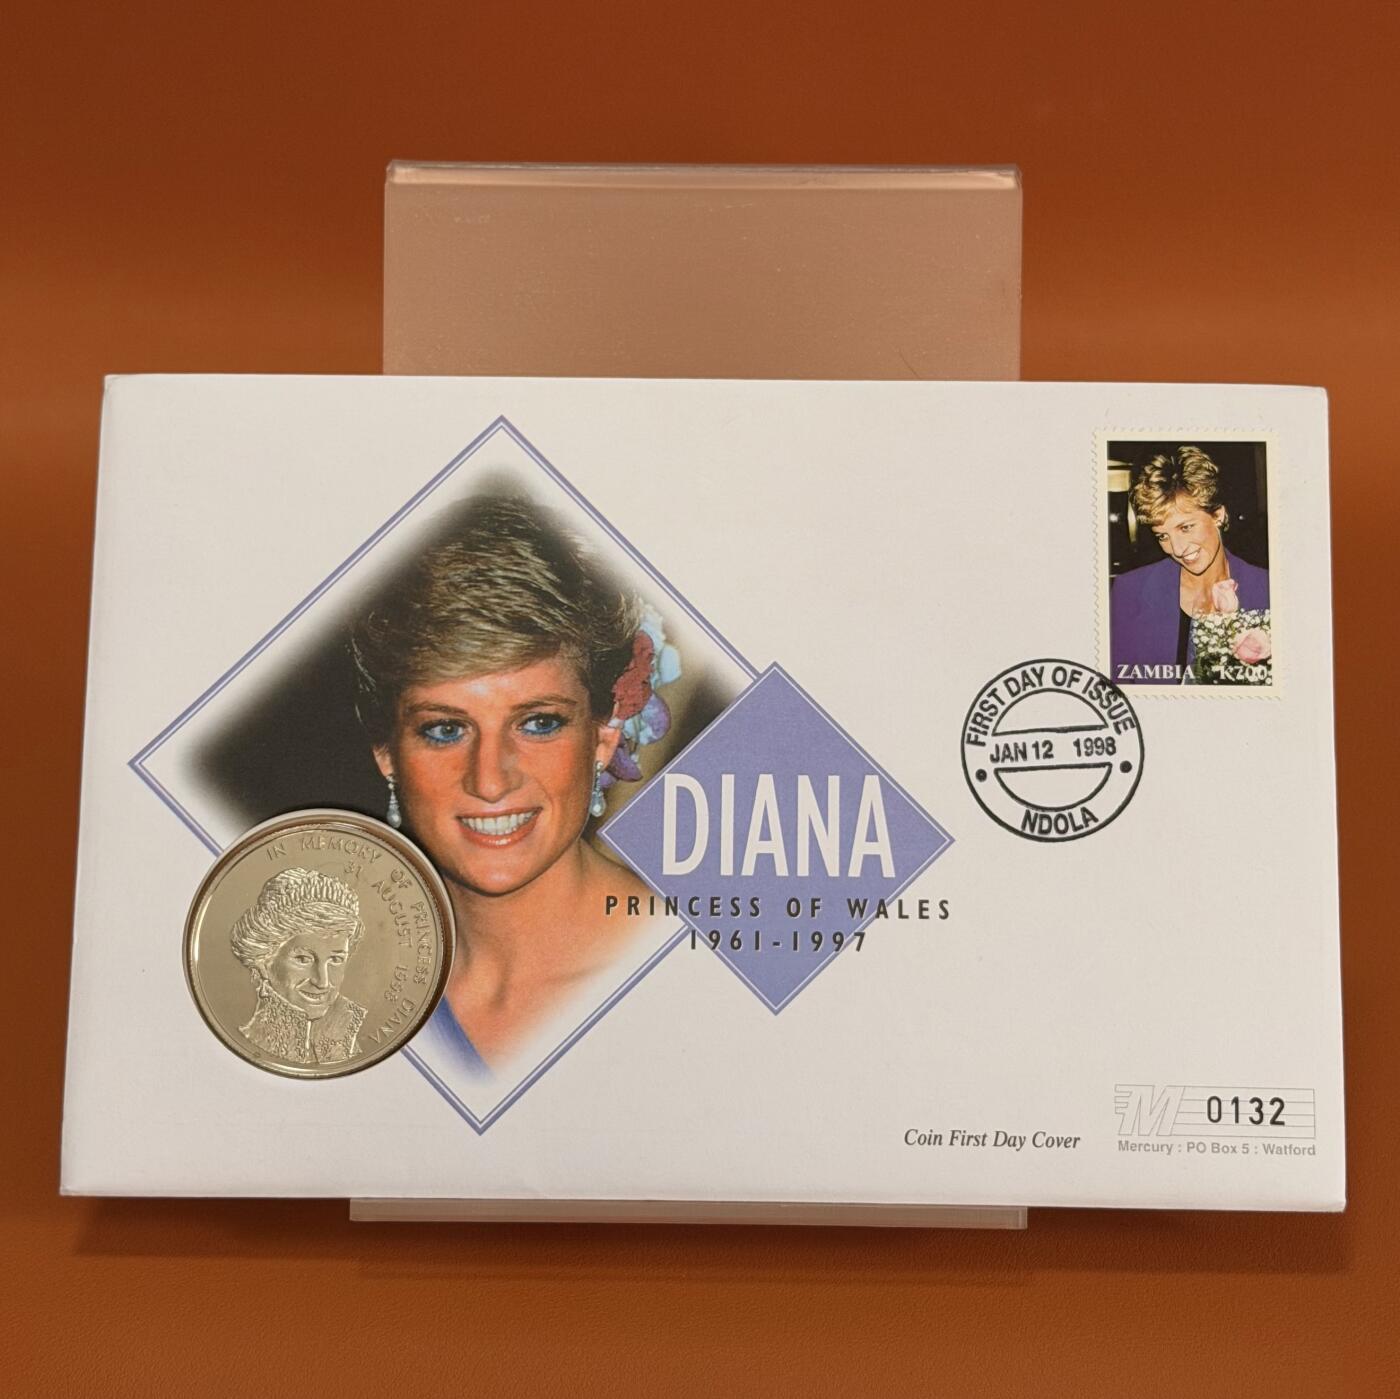 ZAMBIA K700
FIRST DAY OF ISSUE
JAN 12 1998
NDOLA
DIANA
PRINCESS OF WALES
1961-1997
IN MEMORY OF PRINCESS DIANA
31 AUGUST 1998
Coin First Day Cover
M 0132
Mercury : PO Box 5 : Watford